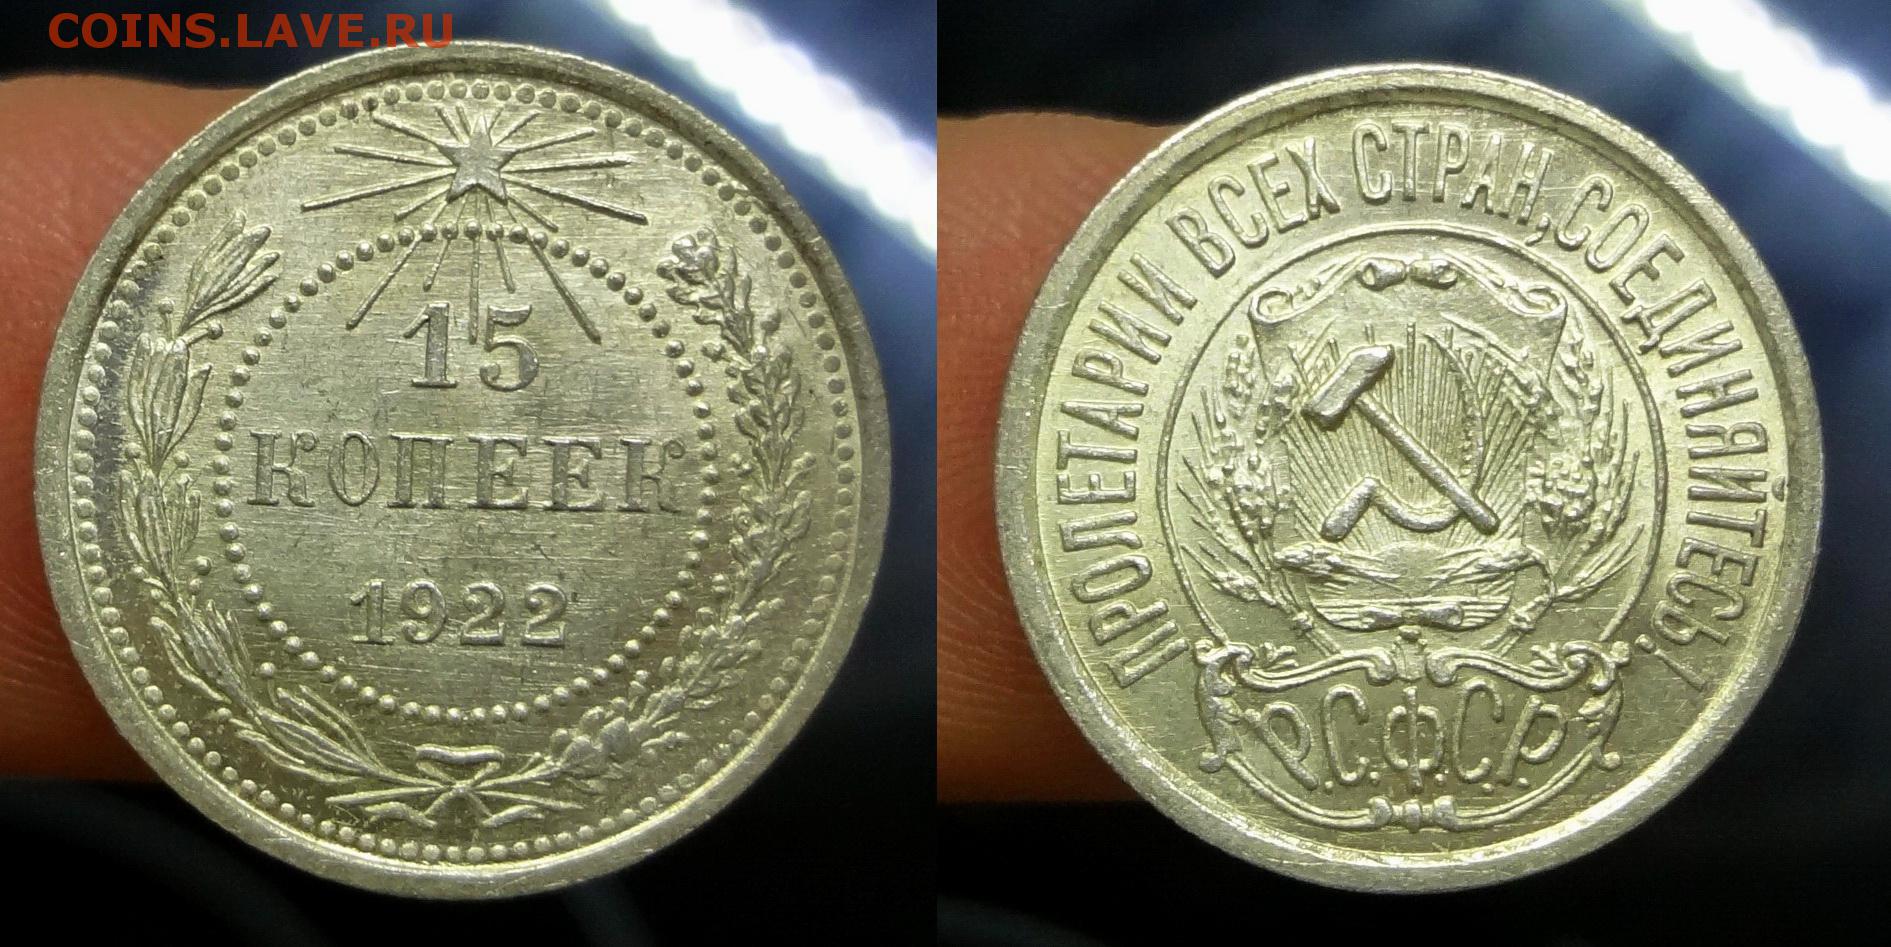 COINS.LAVE.RU
15
КОПЕЕК
1922
ПРОЛЕТАРИИ ВСЕХ СТРАН, СОЕДИНЯЙТЕСЬ!
Р.С.Ф.С.Р.